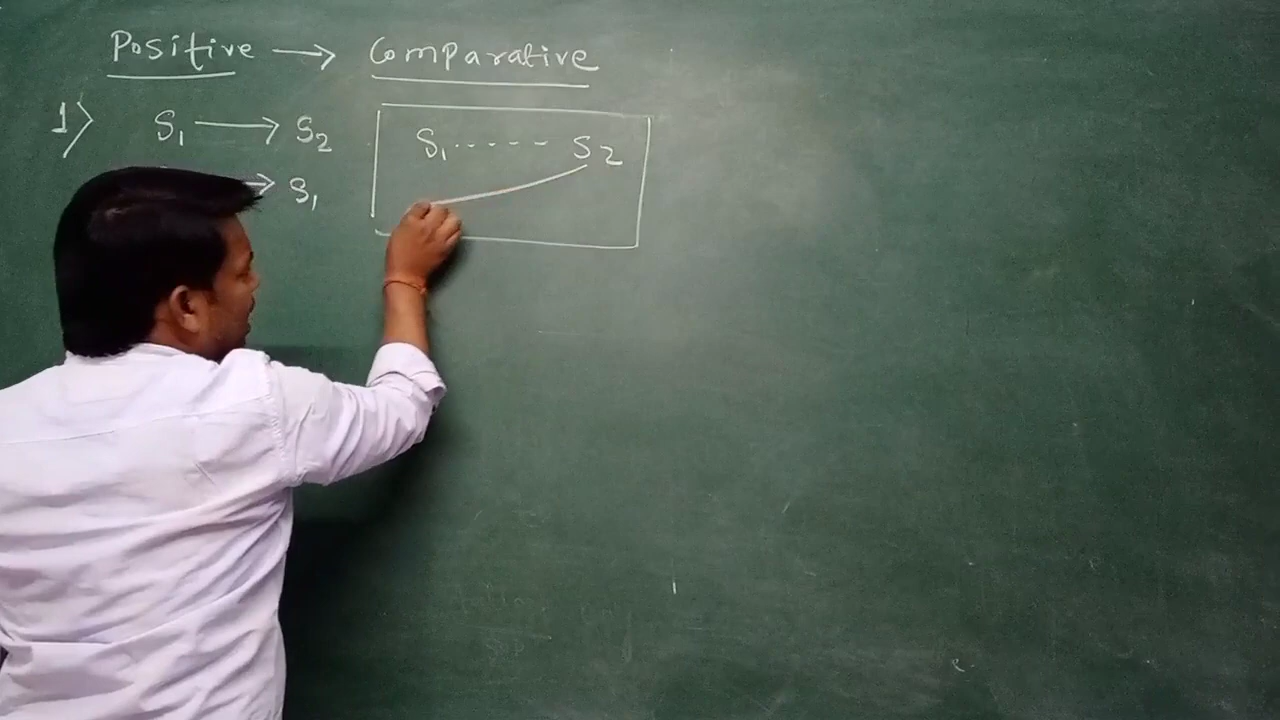 Positive → Comparative
1) S₁ → S₂
→ S₁
S₁ ----- S₂